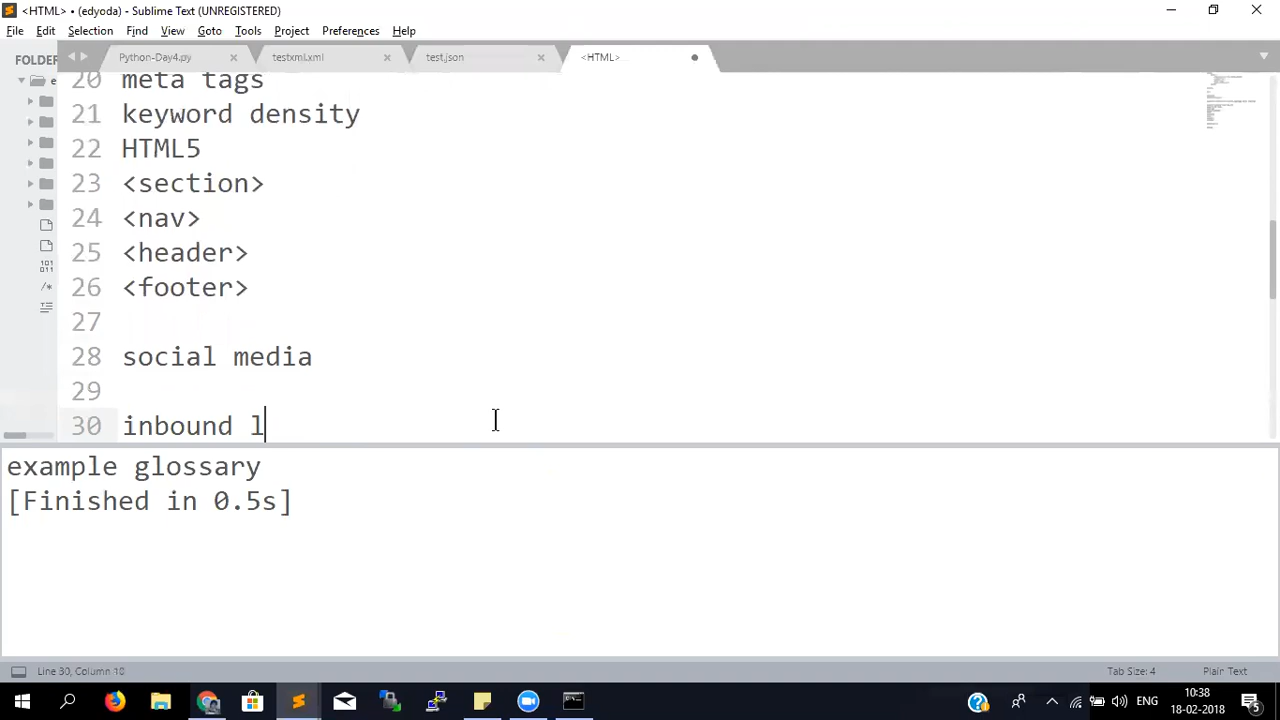 <HTML> • (edyoda) - Sublime Text (UNREGISTERED)
File Edit Selection Find View Goto Tools Project Preferences Help
FOLDER
Python-Day4.py
testxml.xml
test.json
<HTML>
e
20 meta tags
21 keyword density
22 HTML5
23 <section>
24 <nav>
25 <header>
26 <footer>
27
28 social media
29
30 inbound l
example glossary
[Finished in 0.5s]
Line 30, Column 10
Tab Size: 4
Plain Text
ENG
10:38
18-02-2018
5